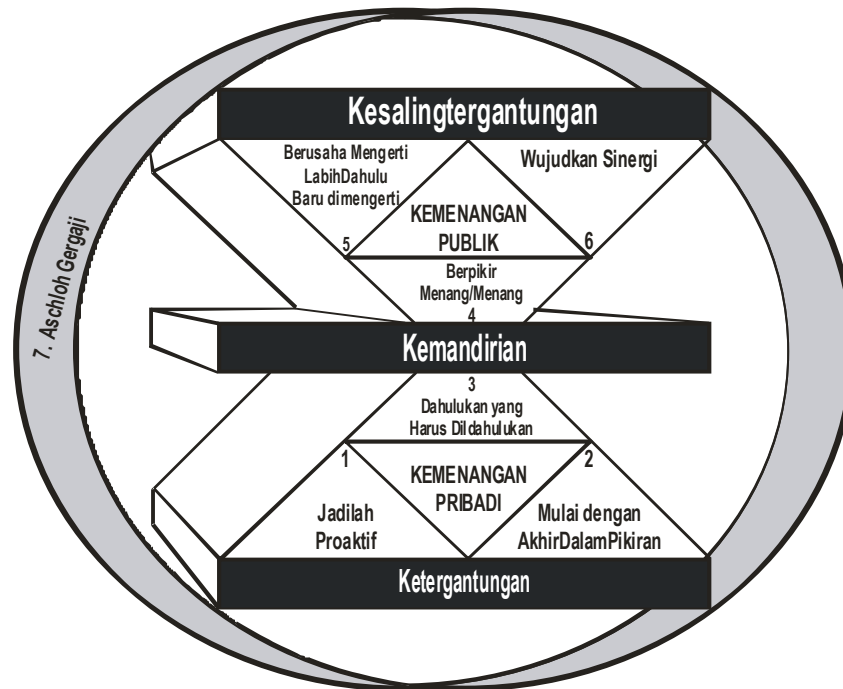 Kesalingtergantungan
Berusaha Mengerti
LabihDahulu
Baru dimengerti
Wujudkan Sinergi
KEMENANGAN
PUBLIK
5
6
Berpikir
Menang/Menang
4
7. Aschloh Gergaji
Kemandirian
3
Dahulukan yang
Harus Dildahulukan
1
2
KEMENANGAN
PRIBADI
Jadilah
Proaktif
Mulai dengan
AkhirDalamPikiran
Ketergantungan